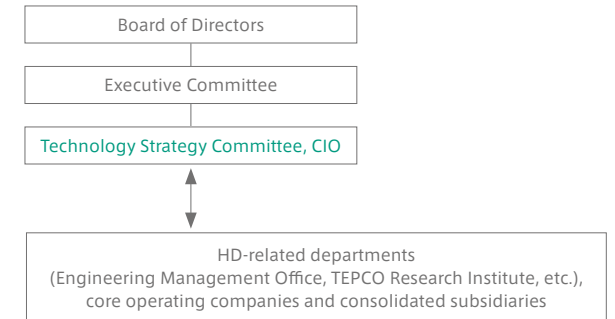 Board of Directors
Executive Committee
Technology Strategy Committee, CIO
HD-related departments
(Engineering Management Office, TEPCO Research Institute, etc.),
core operating companies and consolidated subsidiaries